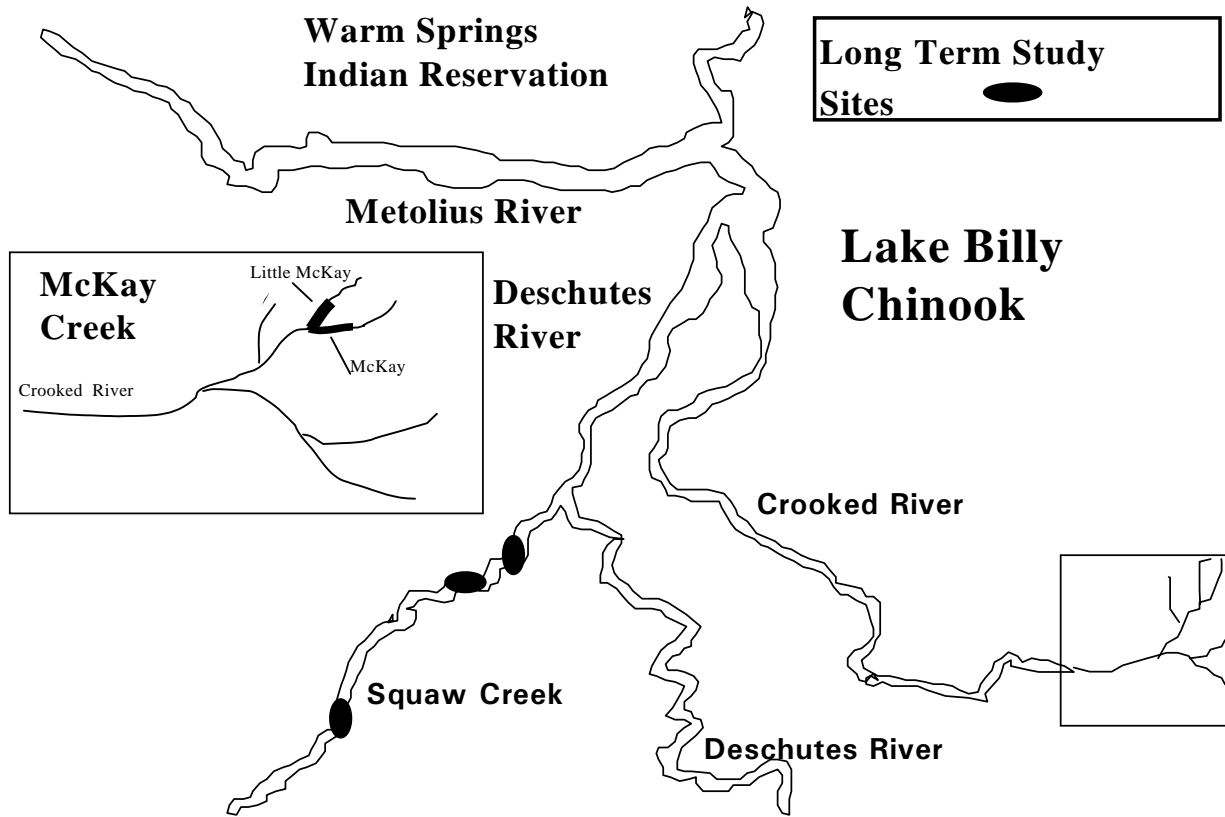 Warm Springs
Indian Reservation
Long Term Study
Sites
Metolius River
Lake Billy
Chinook
McKay
Creek
Little McKay
McKay
Crooked River
Deschutes
River
Crooked River
Squaw Creek
Deschutes River